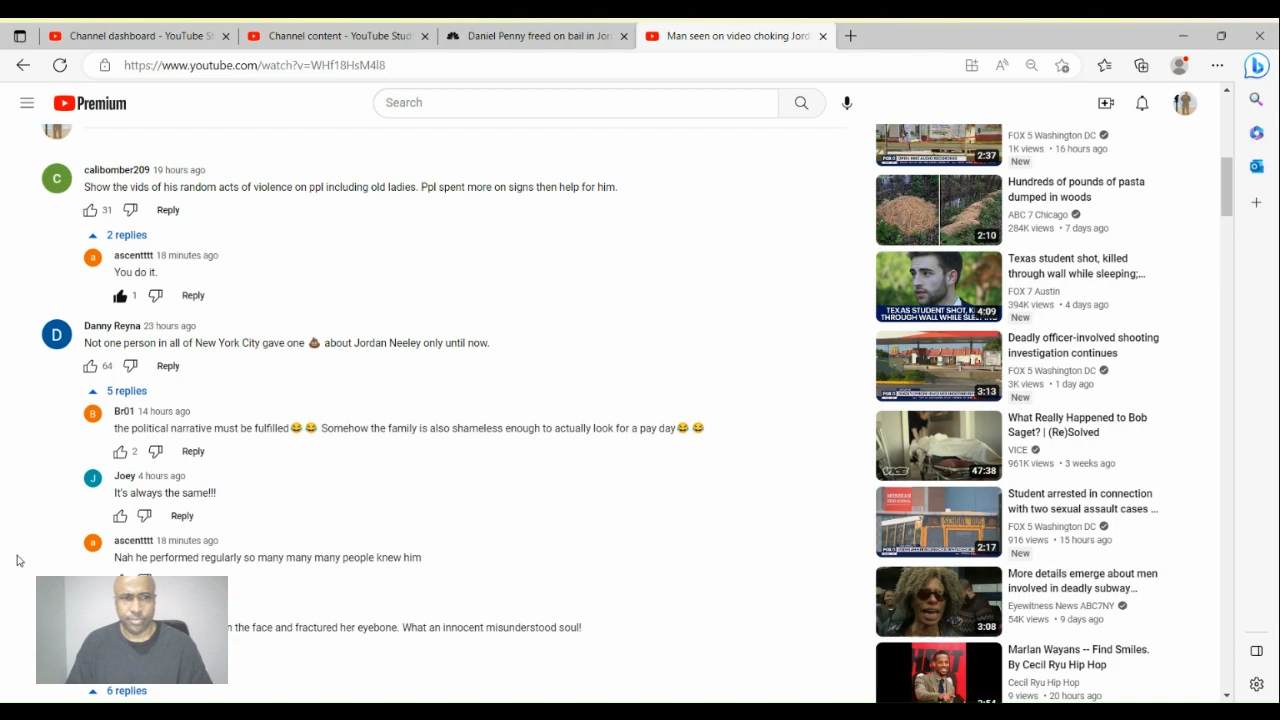 Channel dashboard - YouTube St
Channel content - YouTube Stud
Daniel Penny freed on bail in Jor
Man seen on video choking Jord
https://www.youtube.com/watch?v=WHf18HsM4l8
Premium
Search
calibomber209 19 hours ago
Show the vids of his random acts of violence on ppl including old ladies. Ppl spent more on signs then help for him.
31 Reply
2 replies
ascentttt 18 minutes ago
You do it.
1 Reply
Danny Reyna 23 hours ago
Not one person in all of New York City gave one 💩 about Jordan Neeley only until now.
64 Reply
5 replies
Br01 14 hours ago
the political narrative must be fulfilled😂😂 Somehow the family is also shameless enough to actually look for a pay day😂😂
2 Reply
Joey 4 hours ago
It's always the same!!!
Reply
ascentttt 18 minutes ago
Nah he performed regularly so many many people knew him
n the face and fractured her eyebone. What an innocent misunderstood soul!
6 replies
FOX 5 Washington DC
1K views • 16 hours ago
New
2:37
Hundreds of pounds of pasta
dumped in woods
ABC 7 Chicago
284K views • 7 days ago
2:10
Texas student shot, killed
through wall while sleeping;...
FOX 7 Austin
394K views • 4 days ago
New
TEXAS STUDENT SHOT, K
THROUGH WALL WHILE SLEEPING
4:09
Deadly officer-involved shooting
investigation continues
FOX 5 Washington DC
3K views • 1 day ago
New
3:13
What Really Happened to Bob
Saget? | (Re)Solved
VICE
961K views • 3 weeks ago
47:38
Student arrested in connection
with two sexual assault cases ...
FOX 5 Washington DC
916 views • 15 hours ago
New
SCHOOL BUS
2:17
More details emerge about men
involved in deadly subway...
Eyewitness News ABC7NY
54K views • 9 days ago
3:08
Marlan Wayans -- Find Smiles.
By Cecil Ryu Hip Hop
Cecil Ryu Hip Hop
9 views • 20 hours ago